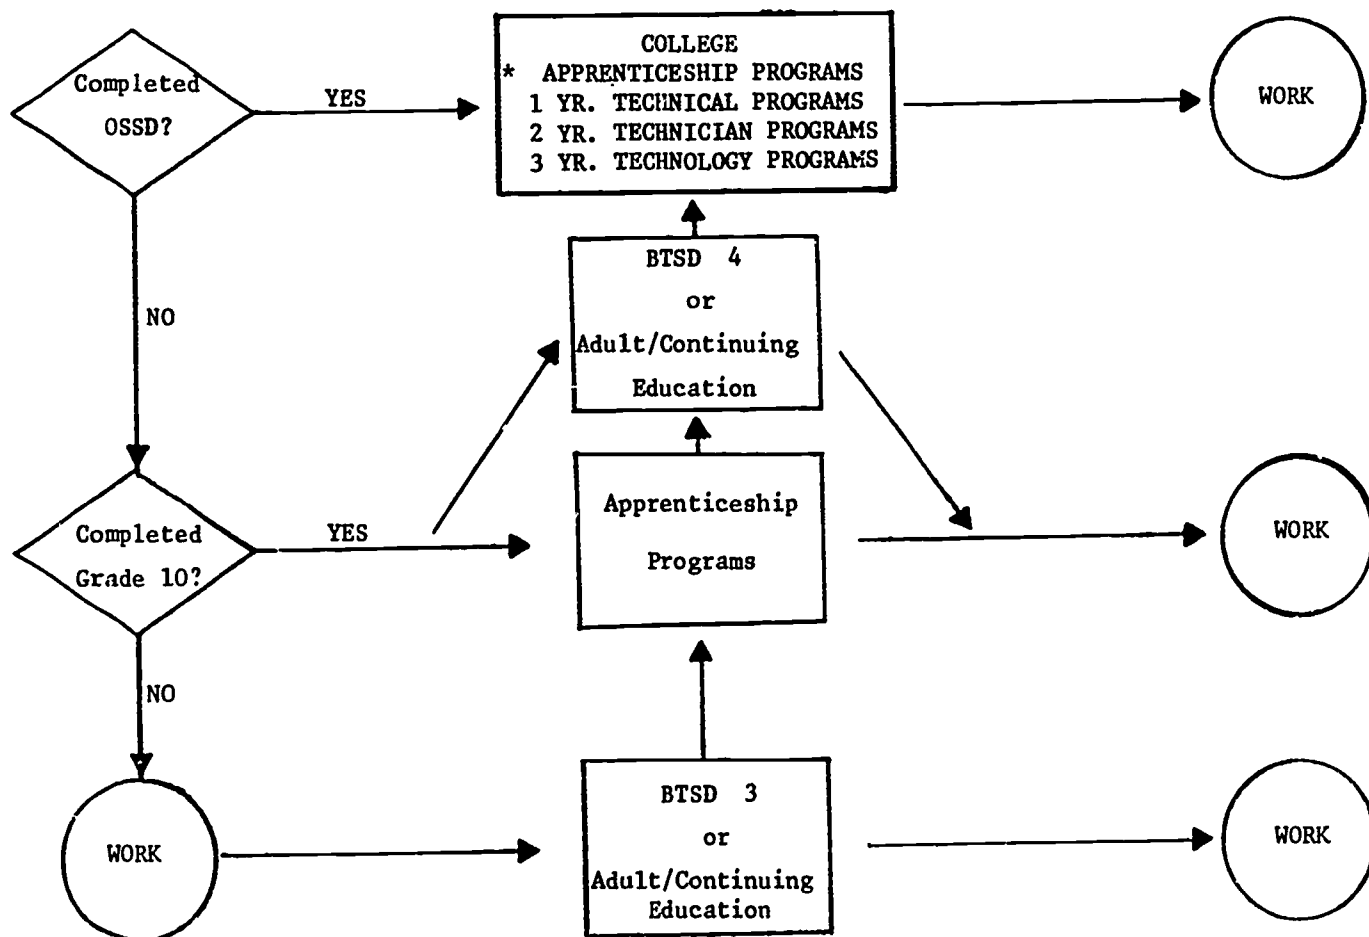 COLLEGE
* APPRENTICESHIP PROGRAMS
1 YR. TECHNICAL PROGRAMS
2 YR. TECHNICIAN PROGRAMS
3 YR. TECHNOLOGY PROGRAMS
Completed
OSSD?
YES
WORK
NO
BTSD 4
or
Adult/Continuing
Education
Completed
Grade 10?
YES
Apprenticeship
Programs
WORK
NO
WORK
BTSD 3
or
Adult/Continuing
Education
WORK